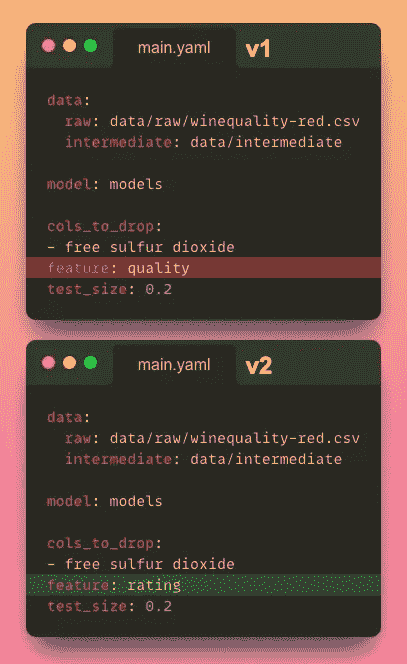 main.yaml v1
data:
  raw: data/raw/winequality-red.csv
  intermediate: data/intermediate
model: models
cols_to_drop:
- free sulfur dioxide
feature: quality
test_size: 0.2
main.yaml v2
data:
  raw: data/raw/winequality-red.csv
  intermediate: data/intermediate
model: models
cols_to_drop:
- free sulfur dioxide
feature: rating
test_size: 0.2